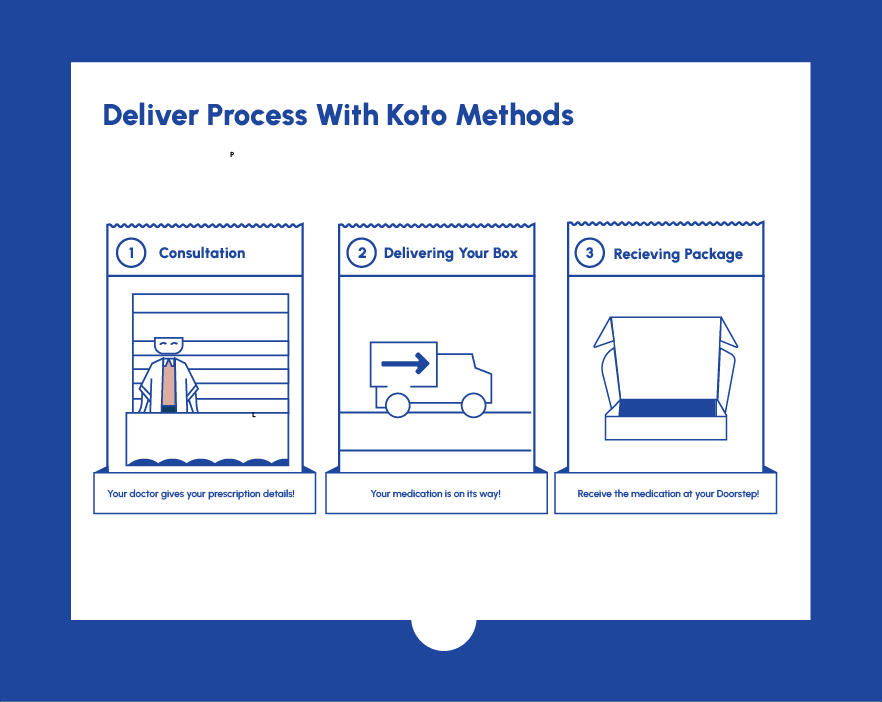 Deliver Process With Koto Methods
P
1 Consultation
2 Delivering Your Box
3 Recieving Package
L
Your doctor gives your prescription details!
Your medication is on its way!
Receive the medication at your Doorstep!